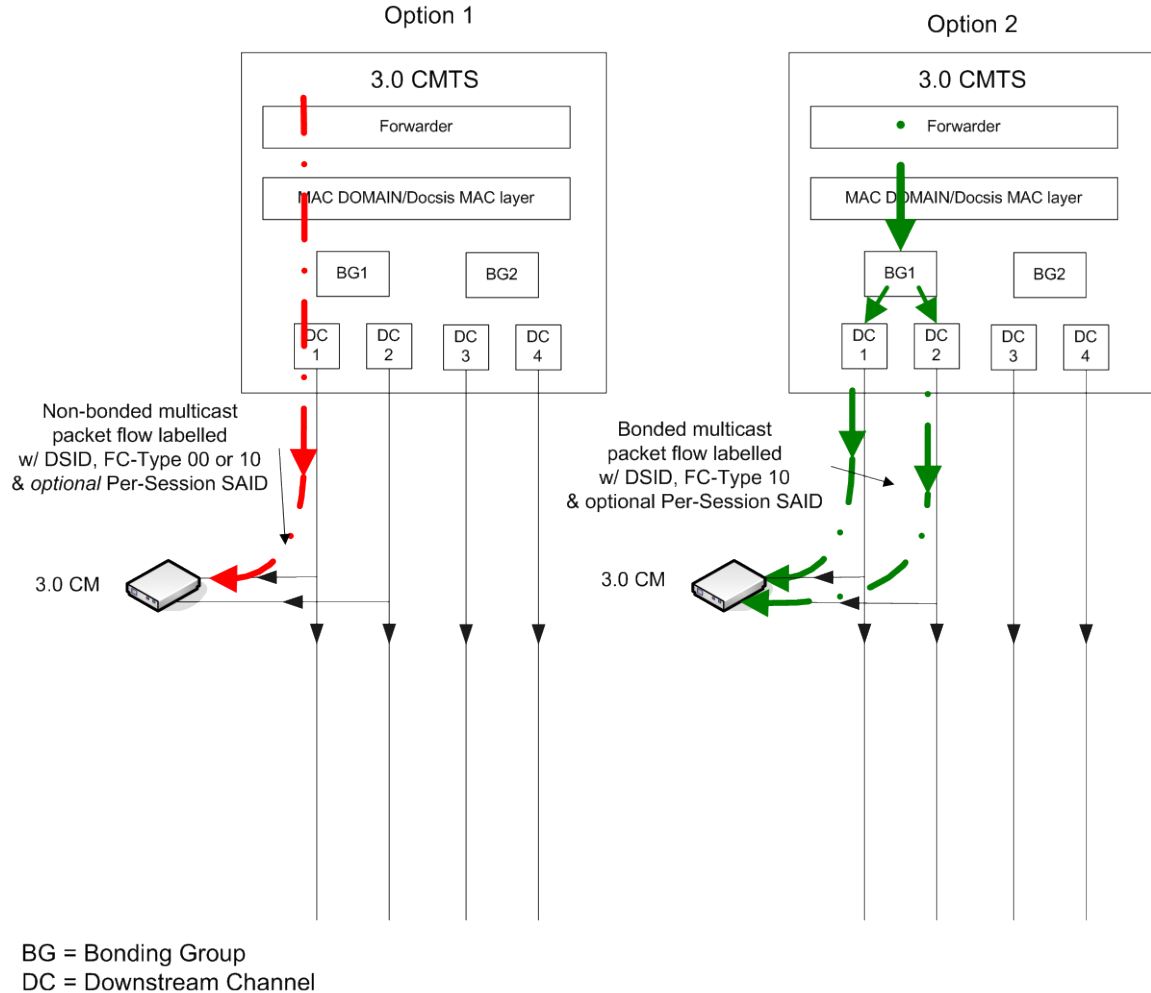 Option 1
3.0 CMTS
Forwarder
MAC DOMAIN/Docsis MAC layer
BG1
BG2
DC
1
DC
2
DC
3
DC
4
Non-bonded multicast
packet flow labelled
w/ DSID, FC-Type 00 or 10
& optional Per-Session SAID
3.0 CM
Option 2
3.0 CMTS
Forwarder
MAC DOMAIN/Docsis MAC layer
BG1
BG2
DC
1
DC
2
DC
3
DC
4
Bonded multicast
packet flow labelled
w/ DSID, FC-Type 10
& optional Per-Session SAID
3.0 CM
BG = Bonding Group
DC = Downstream Channel